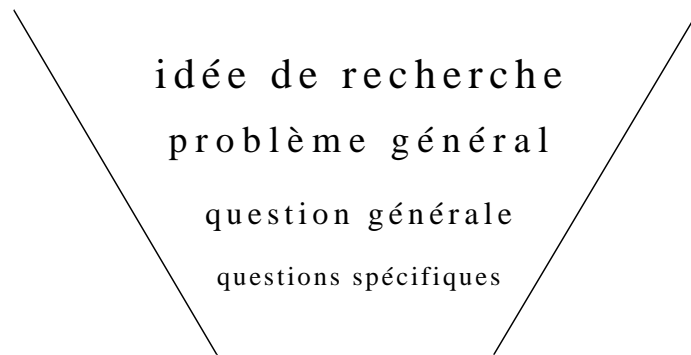 idée de recherche
problème général
question générale
questions spécifiques